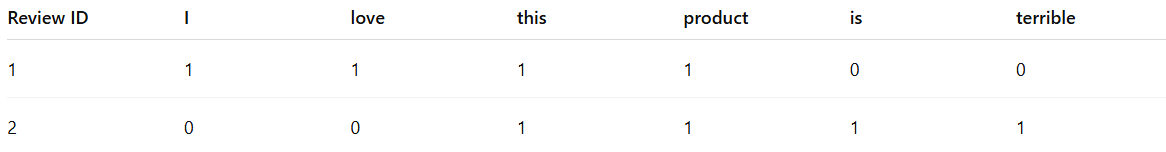 Review ID I love this product is terrible
1 1 1 1 1 0 0
2 0 0 1 1 1 1